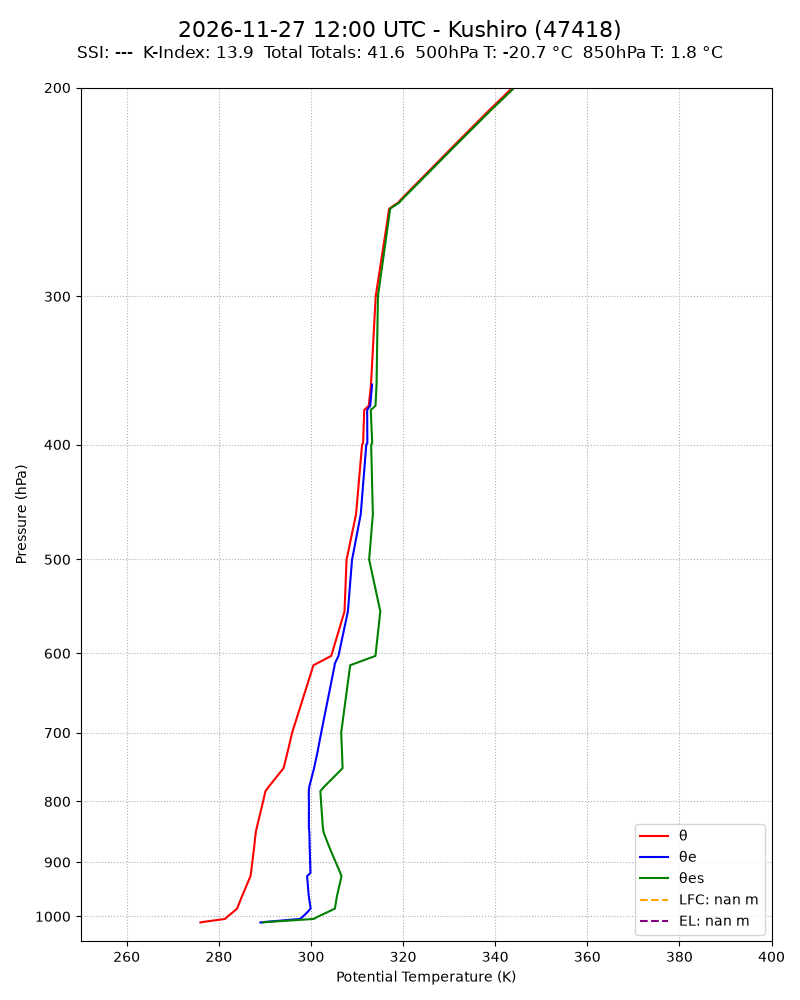 2026-11-27 12:00 UTC - Kushiro (47418)
SSI: ---  K-Index: 13.9  Total Totals: 41.6  500hPa T: -20.7 °C  850hPa T: 1.8 °C
200
300
400
500
600
700
800
900
1000
Pressure (hPa)
θ
θe
θes
LFC: nan m
EL: nan m
260 280 300 320 340 360 380 400
Potential Temperature (K)